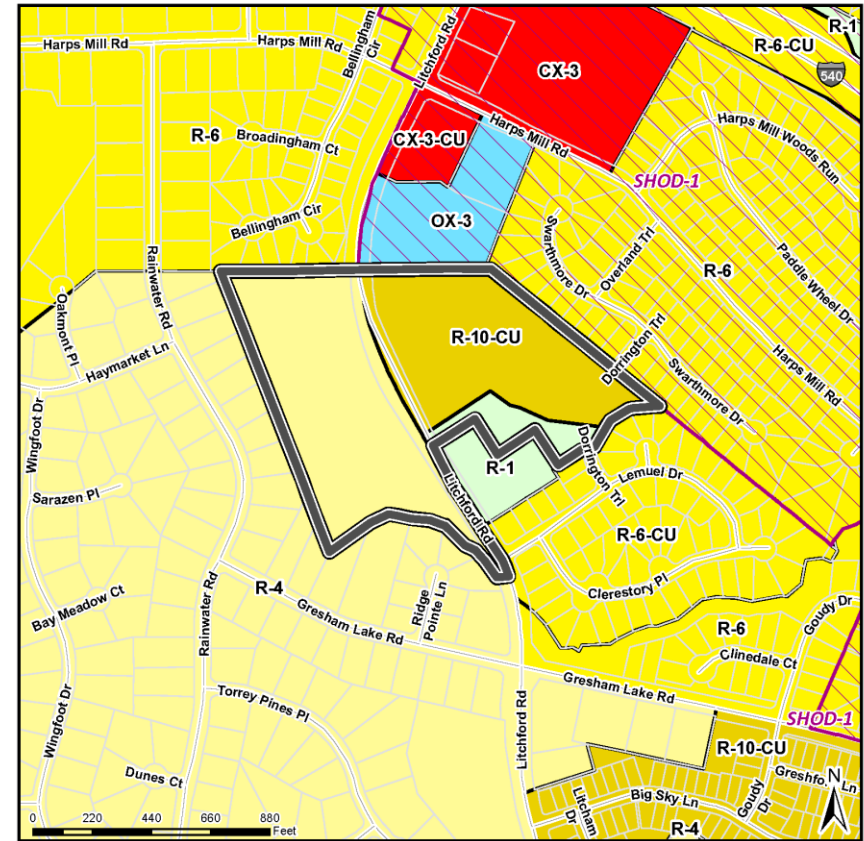 R-1
R-6-CU
540
Harps Mill Rd
Harps Mill Rd
Bellingham
Cir
Litchford Rd
CX-3
R-6
Broadingham Ct
CX-3-CU
Harps Mill Rd
Harps Mill Woods
Run
SHOD-1
Bellingham Cir
OX-3
Swarthmore Dr
Overland Trl
R-6
Paddle Wheel Dr
Rainwater Rd
Oakmont Pl
Haymarket Ln
R-10-CU
Dorrington Trl
Swarthmore Dr
Harps Mill Rd
Wingfoot Dr
Sarazen Pl
R-1
Dorrington
Trl
Litchford Rd
Lemuel Dr
R-6-CU
Clerestory Pl
Rainwater Rd
R-4
Bay Meadow Ct
Gresham Lake Rd
Ridge
Pointe Ln
R-6
Goudy Dr
Clinedale Ct
Gresham Lake Rd
Wingfoot Dr
Torrey Pines Pl
Litchford Rd
SHOD-1
R-10-CU
Dunes Ct
Greshfo
Ln
Goudy
Dr
Big Sky Ln
Litcham
Dr
R-4
N
0 220 440 660 880
Feet